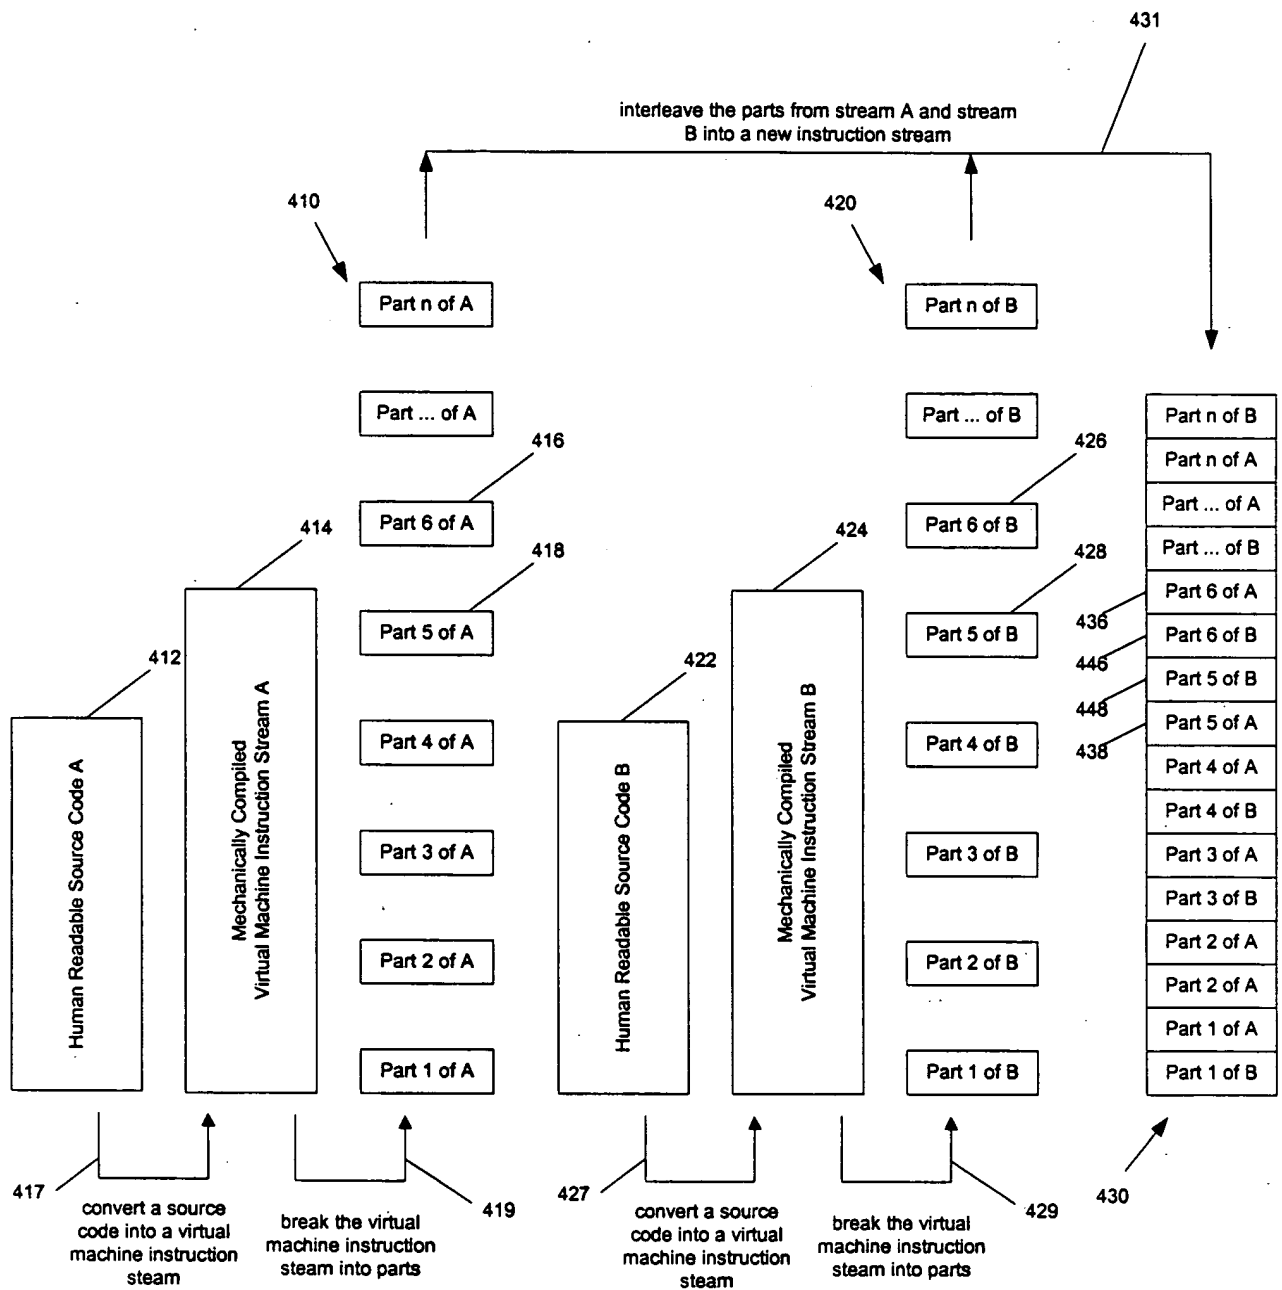 431
interleave the parts from stream A and stream
B into a new instruction stream
410
420
Part n of A
Part n of B
Part ... of A
Part ... of B
Part n of B
416
426
Part n of A
Part ... of A
414
Part 6 of A
424
Part 6 of B
Part ... of B
418
428
Part 6 of A
436
Part 5 of A
Part 5 of B
Part 6 of B
412
422
446
Part 5 of B
448
Part 5 of A
438
Human Readable Source Code A
Mechanically Compiled
Virtual Machine Instruction Stream A
Part 4 of A
Human Readable Source Code B
Mechanically Compiled
Virtual Machine Instruction Stream B
Part 4 of B
Part 4 of A
Part 4 of B
Part 3 of A
Part 3 of B
Part 3 of A
Part 3 of B
Part 2 of A
Part 2 of B
Part 2 of A
Part 2 of A
Part 1 of A
Part 1 of A
Part 1 of B
Part 1 of B
417
419
427
429
430
convert a source
code into a virtual
machine instruction
steam
break the virtual
machine instruction
steam into parts
convert a source
code into a virtual
machine instruction
steam
break the virtual
machine instruction
steam into parts